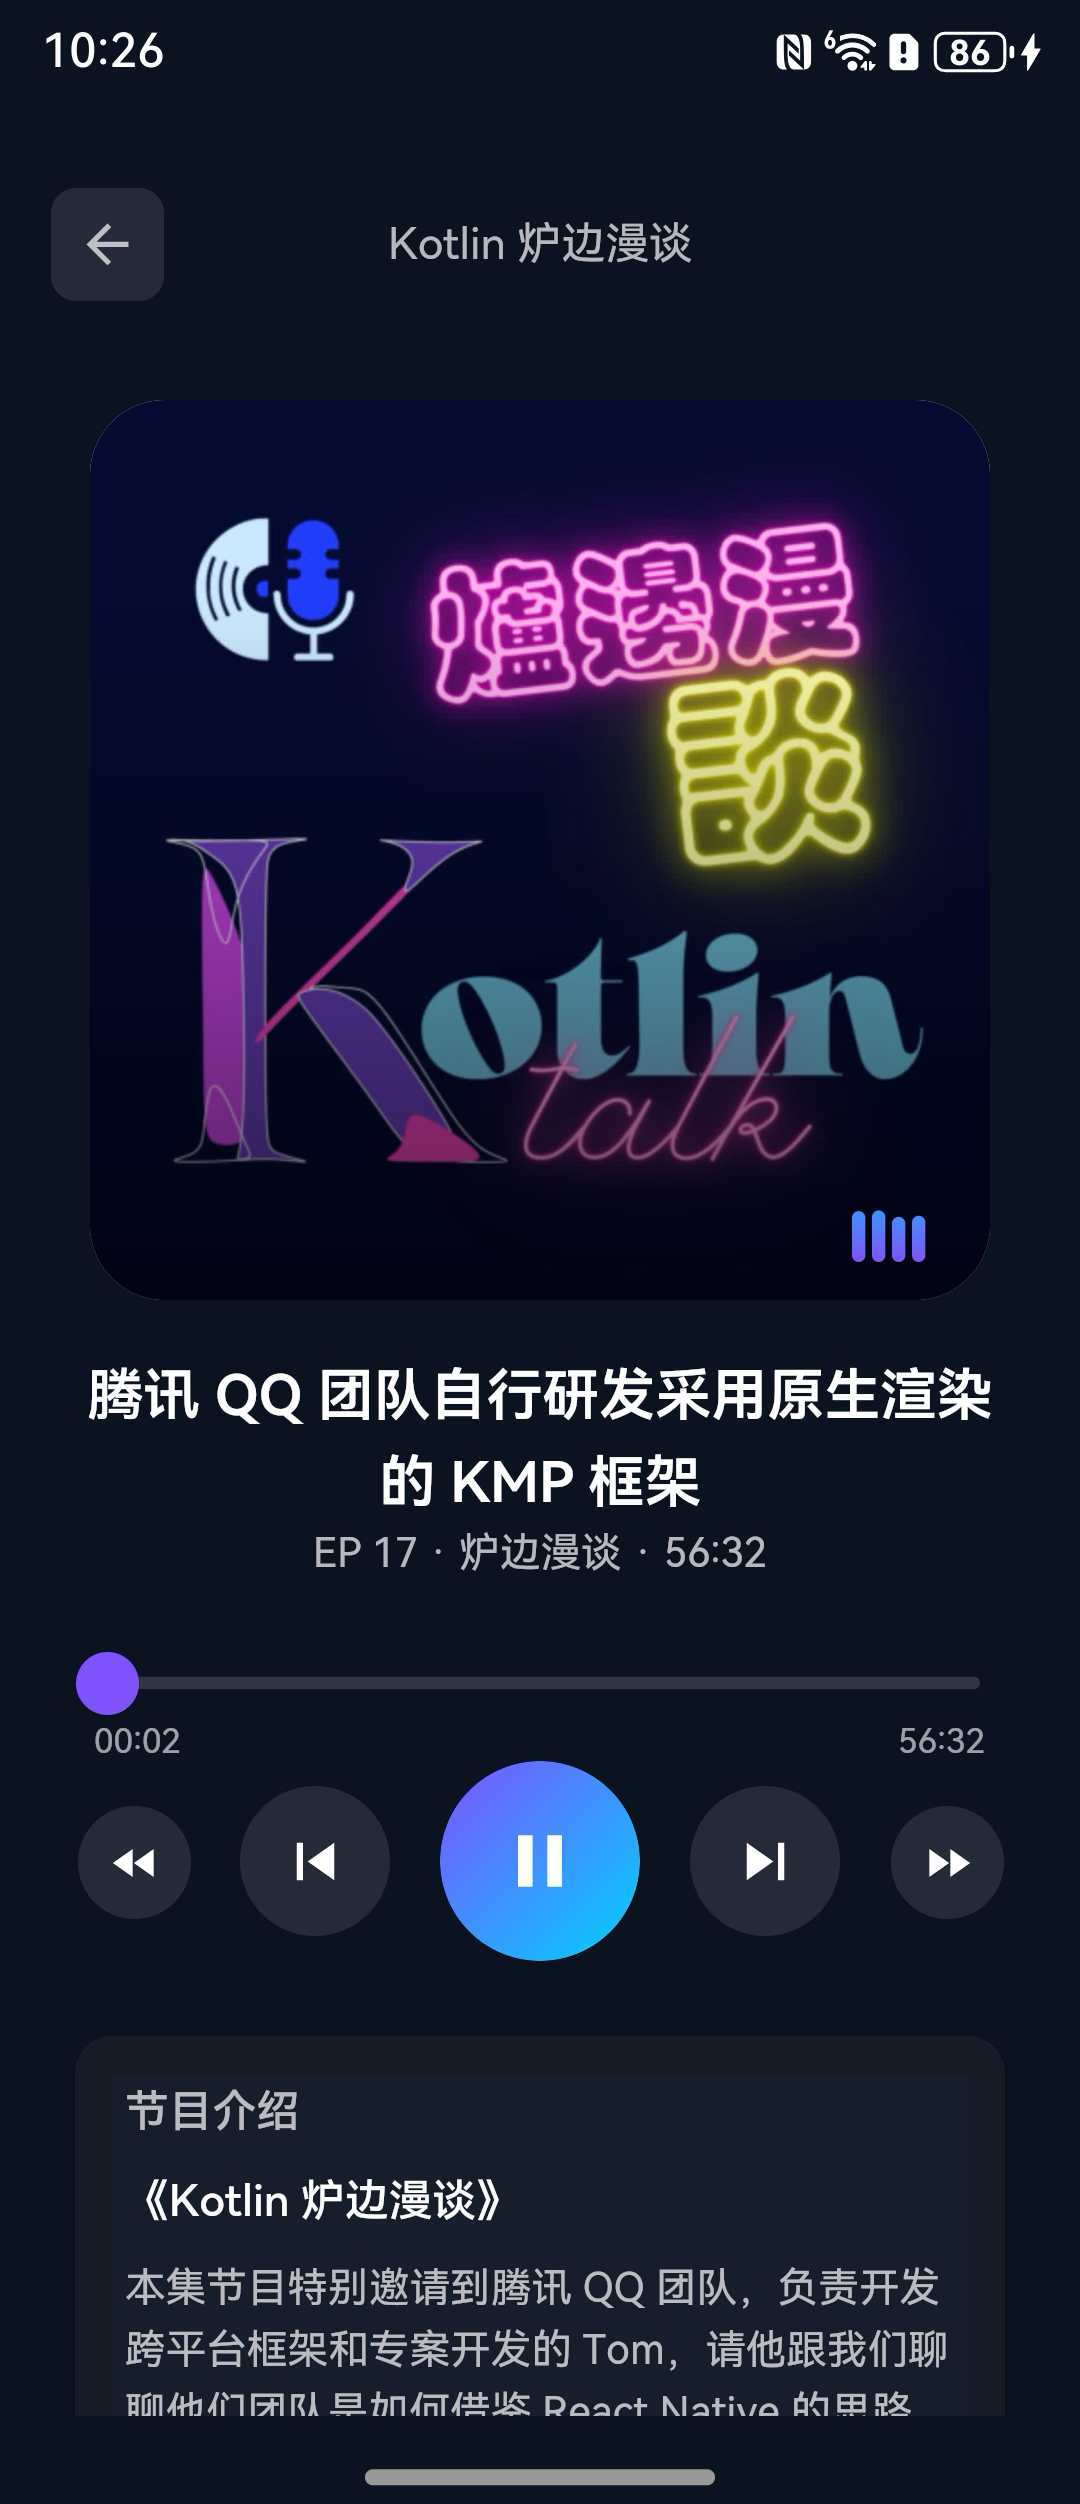 10:26
6
86
Kotlin 炉边漫谈
爐邊漫
談
Kotlin
talk
腾讯 QQ 团队自行研发采用原生渲染
的 KMP 框架
EP 17 · 炉边漫谈 · 56:32
00:02
56:32
节目介绍
《Kotlin 炉边漫谈》
本集节目特别邀请到腾讯 QQ 团队，负责开发
跨平台框架和专案开发的 Tom，请他跟我们聊
聊他们团队是如何借鉴 React Native 的思路